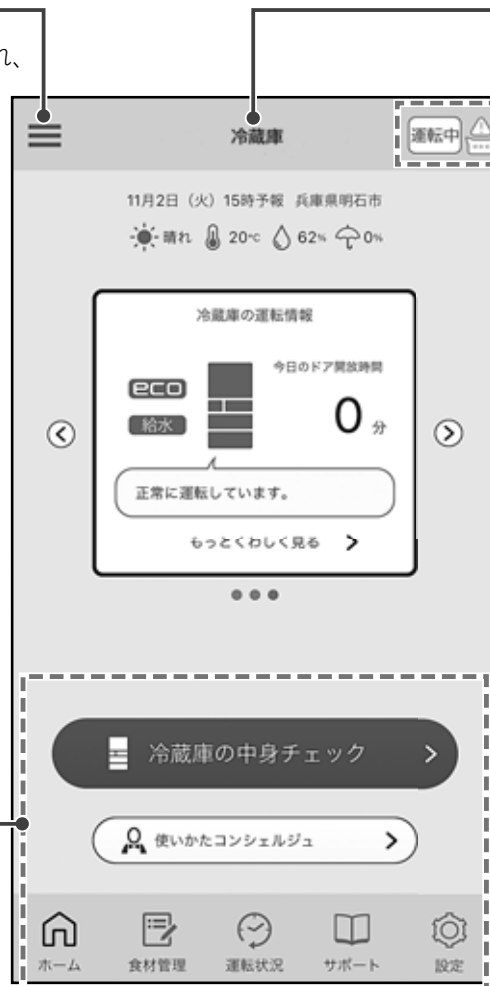 れ、
冷蔵庫
運転中
11月2日（火）15時予報 兵庫県明石市
晴れ 20℃ 62% 0%
冷蔵庫の運転情報
今日のドア開放時間
eco
給水
0分
正常に運転しています。
もっとくわしく見る
冷蔵庫の中身チェック
使いかたコンシェルジュ
ホーム 食材管理 運転状況 サポート 設定